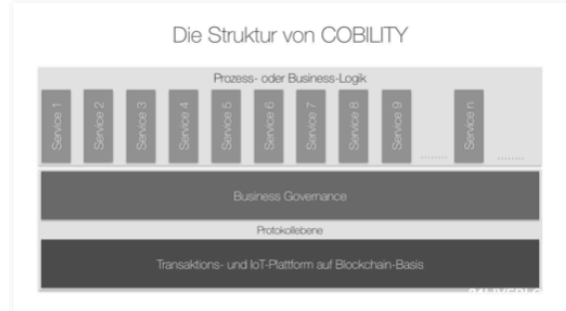 Die Struktur von COBILITY
Prozess- oder Business-Logik
Service 1
Service 2
Service 3
Service 4
Service 5
Service 6
Service 7
Service 8
Service 9
........
Service n
........
Business Governance
Protokollebene
Transaktions- und IoT-Plattform auf Blockchain-Basis